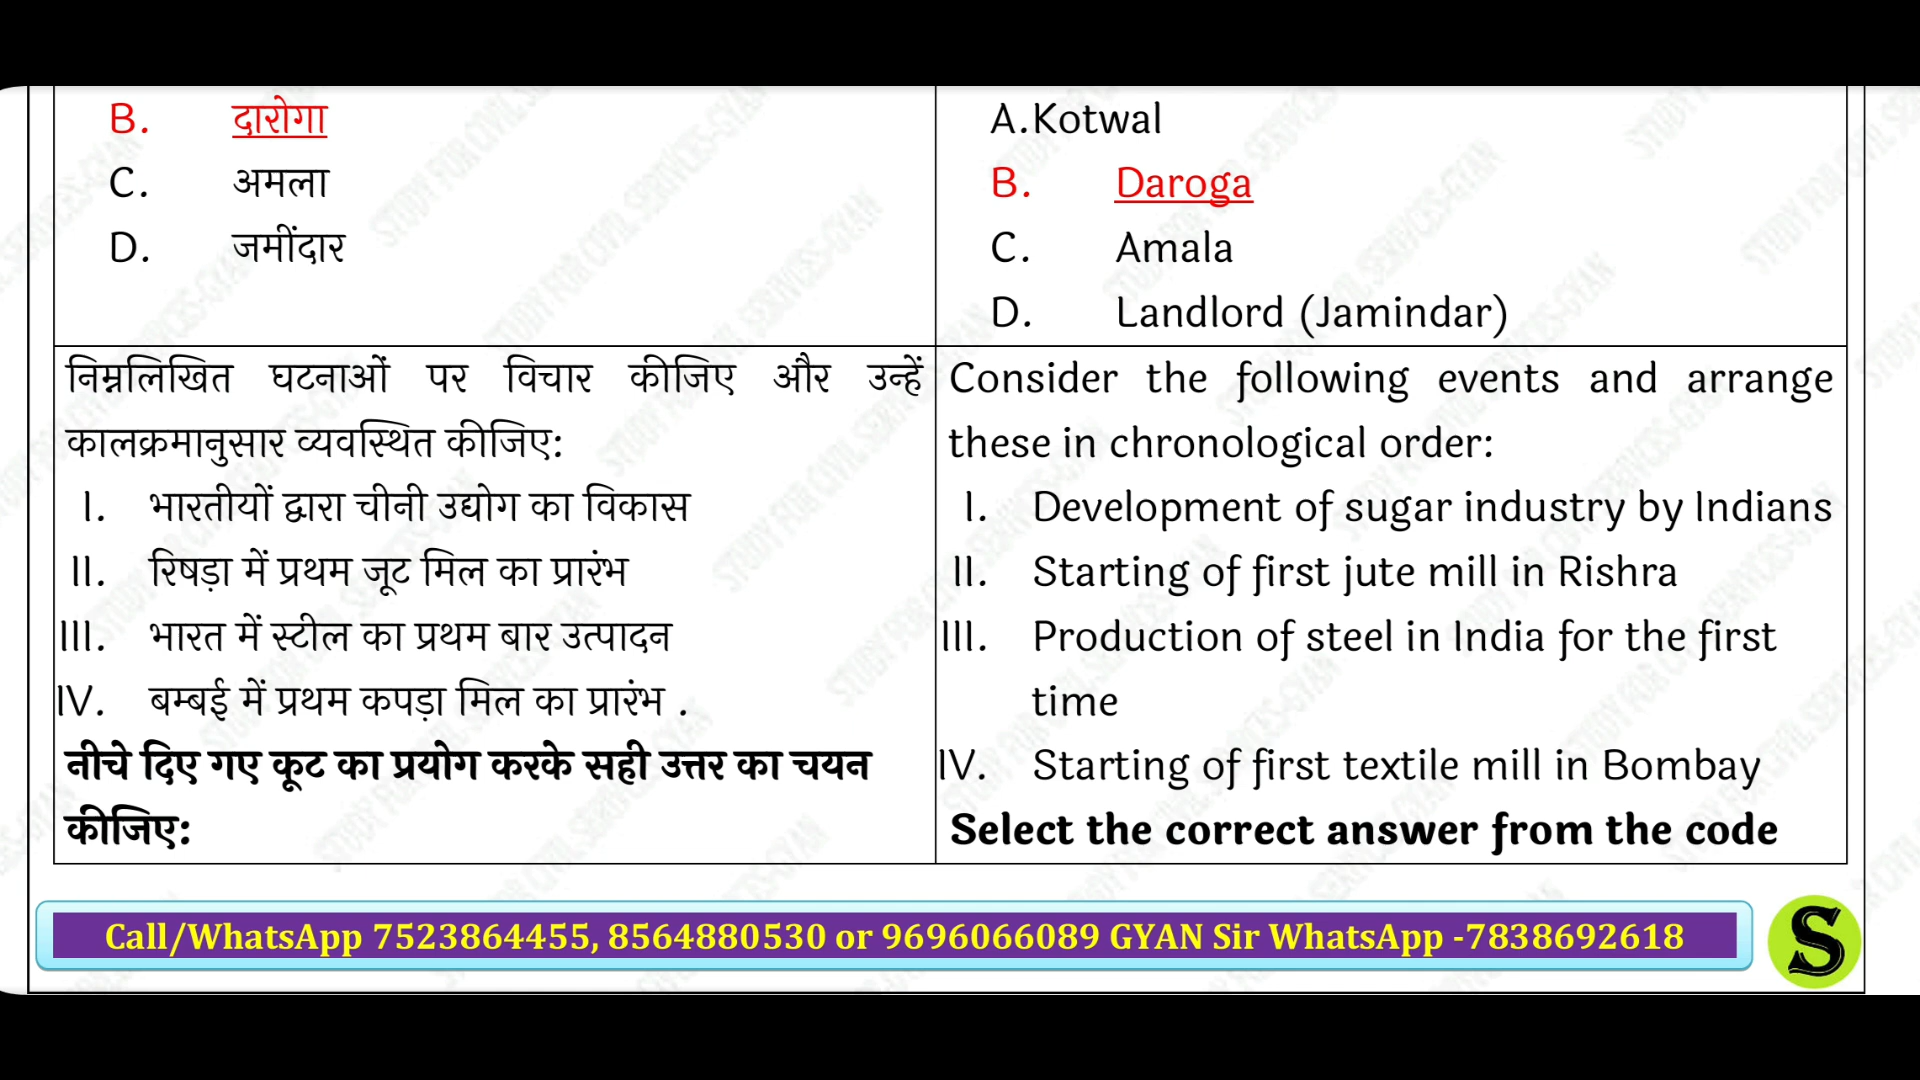 B. दारोगा
C. अमला
D. जमींदार
A.Kotwal
B. Daroga
C. Amala
D. Landlord (Jamindar)
निम्नलिखित घटनाओं पर विचार कीजिए और उन्हें
कालक्रमानुसार व्यवस्थित कीजिए:
I. भारतीयों द्वारा चीनी उद्योग का विकास
II. रिषड़ा में प्रथम जूट मिल का प्रारंभ
III. भारत में स्टील का प्रथम बार उत्पादन
IV. बम्बई में प्रथम कपड़ा मिल का प्रारंभ .
नीचे दिए गए कूट का प्रयोग करके सही उत्तर का चयन
कीजिए:
Consider the following events and arrange
these in chronological order:
I. Development of sugar industry by Indians
II. Starting of first jute mill in Rishra
III. Production of steel in India for the first
time
IV. Starting of first textile mill in Bombay
Select the correct answer from the code
Call/WhatsApp 7523864455, 8564880530 or 9696066089 GYAN Sir WhatsApp -7838692618
S
STUDY FOR CIVIL SERVICES-GYAN